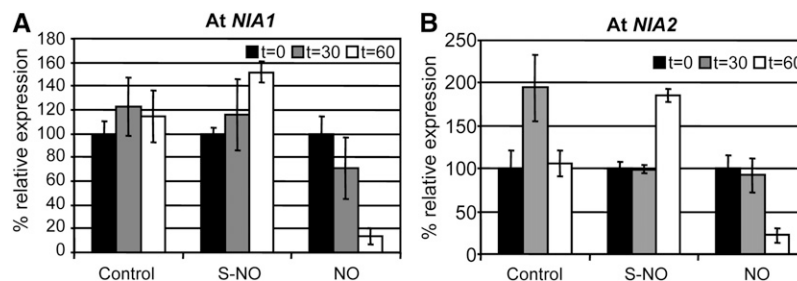 A
At NIA1
% relative expression
180
160
140
120
100
80
60
40
20
0
t=0 t=30 t=60
Control S-NO NO
B
At NIA2
% relative expression
250
200
150
100
50
0
t=0 t=30 t=60
Control S-NO NO